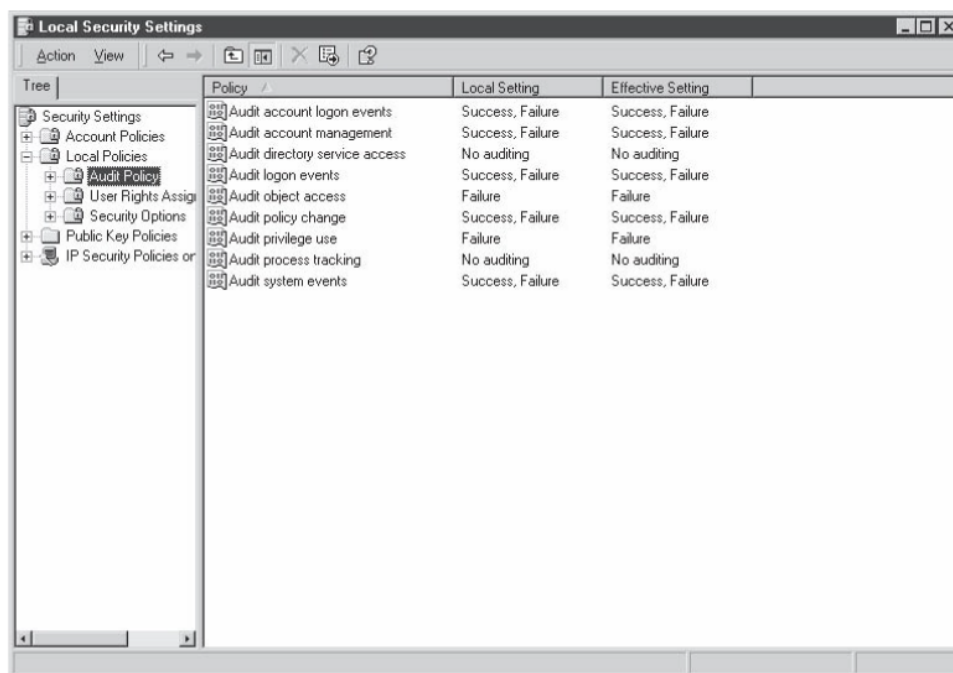 Local Security Settings
Action View
Tree
Policy Local Setting Effective Setting
Security Settings
Account Policies
Local Policies
Audit Policy
User Rights Assig
Security Options
Public Key Policies
IP Security Policies or
Audit account logon events Success, Failure Success, Failure
Audit account management Success, Failure Success, Failure
Audit directory service access No auditing No auditing
Audit logon events Success, Failure Success, Failure
Audit object access Failure Failure
Audit policy change Success, Failure Success, Failure
Audit privilege use Failure Failure
Audit process tracking No auditing No auditing
Audit system events Success, Failure Success, Failure